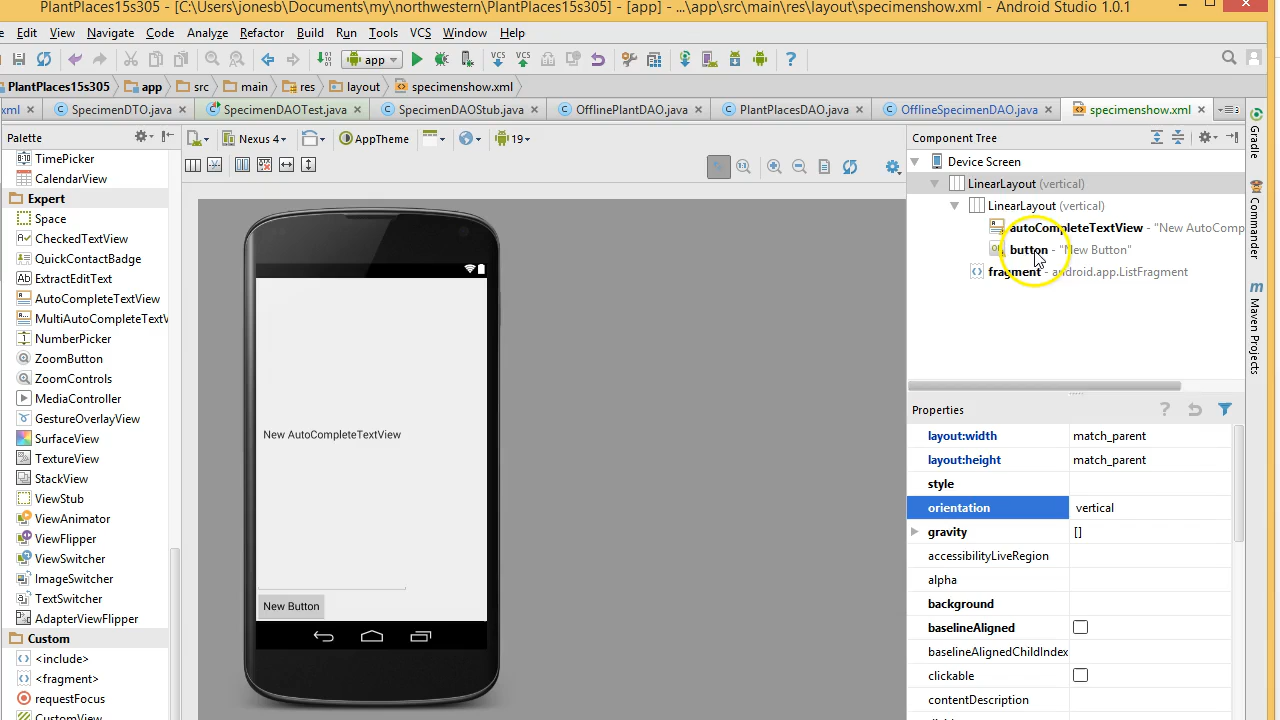 PlantPlaces15s305 - [C:\Users\jonesb\Documents\my\northwestern\PlantPlaces15s305] - [app] - ...\app\src\main\res\layout\specimenshow.xml - Android Studio 1.0.1
Edit View Navigate Code Analyze Refactor Build Run Tools VCS Window Help
app VCS VCS ?
PlantPlaces15s305 app src main res layout specimenshow.xml
xml SpecimenDTO.java SpecimenDAOTest.java SpecimenDAOStub.java OfflinePlantDAO.java PlantPlacesDAO.java OfflineSpecimenDAO.java specimenshow.xml
Palette
Nexus 4 AppTheme 19
Component Tree
TimePicker
CalendarView
Expert
Space
CheckedTextView
QuickContactBadge
ExtractEditText
AutoCompleteTextView
MultiAutoCompleteTextV
NumberPicker
ZoomButton
ZoomControls
MediaController
GestureOverlayView
SurfaceView
TextureView
StackView
ViewStub
ViewAnimator
ViewFlipper
ViewSwitcher
ImageSwitcher
TextSwitcher
AdapterViewFlipper
Custom
<include>
<fragment>
requestFocus
CustomView
New AutoCompleteTextView
New Button
Device Screen
LinearLayout (vertical)
LinearLayout (vertical)
autoCompleteTextView - "New AutoComp
button - "New Button"
fragment - android.app.ListFragment
Properties ?
layout:width match_parent
layout:height match_parent
style
orientation vertical
gravity []
accessibilityLiveRegion
alpha
background
baselineAligned
baselineAlignedChildIndex
clickable
contentDescription
Gradle
Commander
m Maven Projects